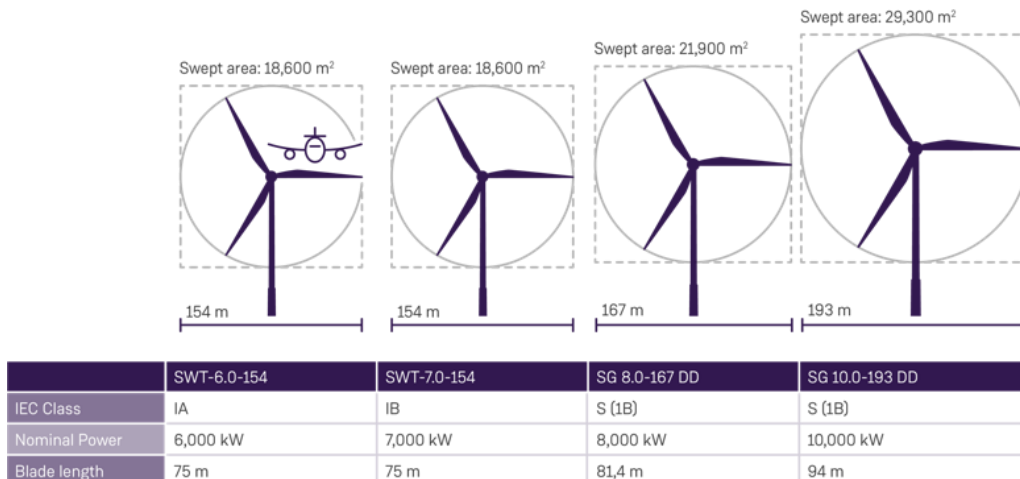 Swept area: 18,600 m²
Swept area: 18,600 m²
Swept area: 21,900 m²
Swept area: 29,300 m²
154 m
154 m
167 m
193 m
SWT-6.0-154 SWT-7.0-154 SG 8.0-167 DD SG 10.0-193 DD
IEC Class IA IB S (1B) S (1B)
Nominal Power 6,000 kW 7,000 kW 8,000 kW 10,000 kW
Blade length 75 m 75 m 81,4 m 94 m